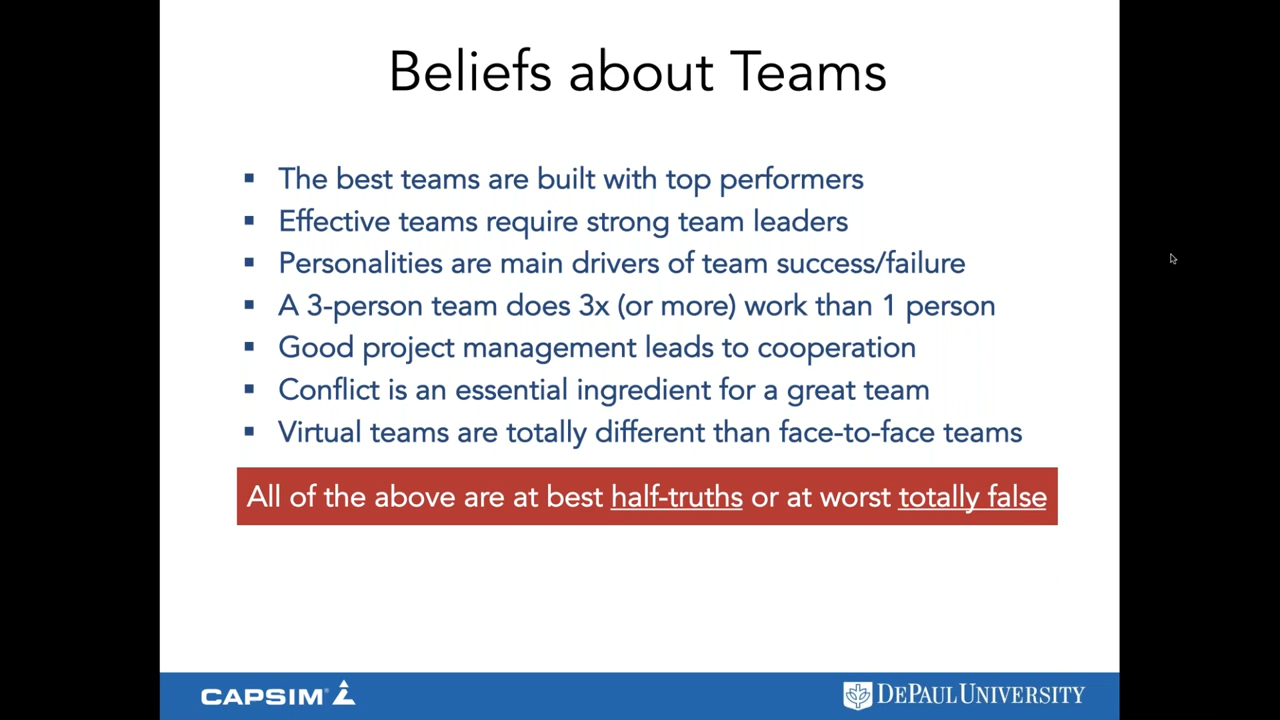 Beliefs about Teams
▪ The best teams are built with top performers
▪ Effective teams require strong team leaders
▪ Personalities are main drivers of team success/failure
▪ A 3-person team does 3x (or more) work than 1 person
▪ Good project management leads to cooperation
▪ Conflict is an essential ingredient for a great team
▪ Virtual teams are totally different than face-to-face teams
All of the above are at best half-truths or at worst totally false
CAPSIM®
DEPAUL UNIVERSITY